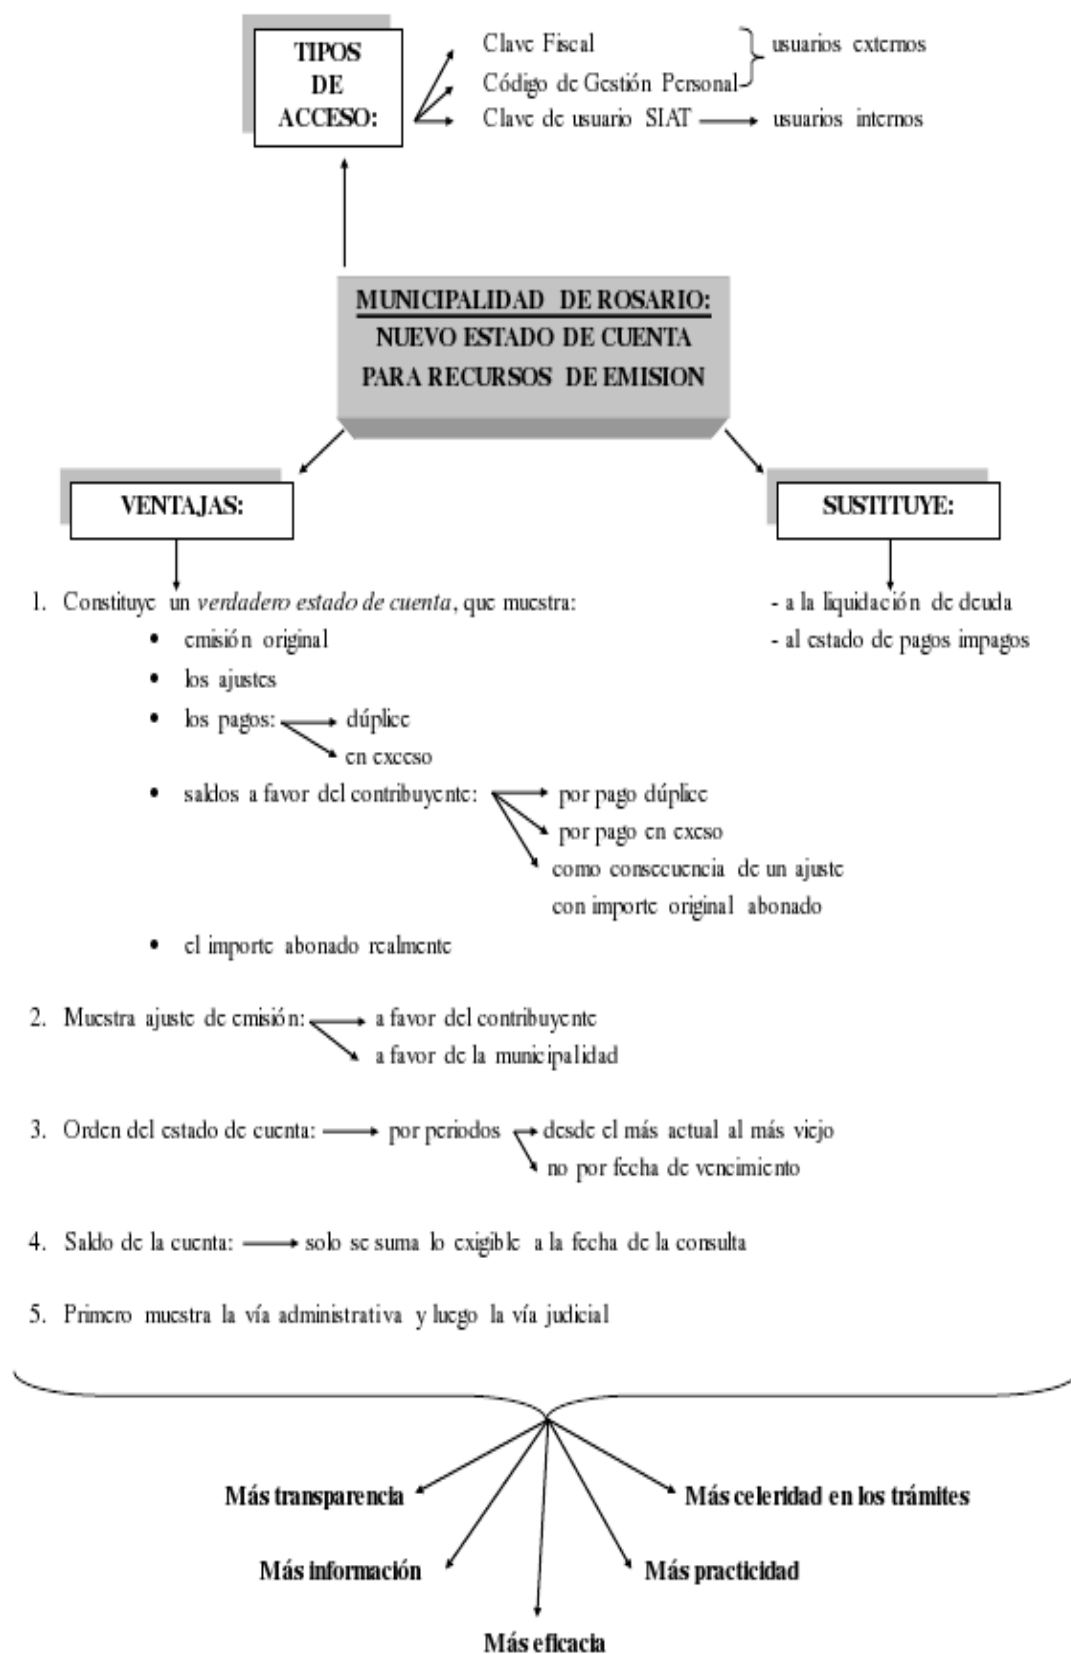 TIPOS
DE
ACCESO:
Clave Fiscal
Código de Gestión Personal
usuarios externos
Clave de usuario SIAT
usuarios internos
MUNICIPALIDAD DE ROSARIO:
NUEVO ESTADO DE CUENTA
PARA RECURSOS DE EMISION
VENTAJAS:
SUSTITUYE:
- a la liquidación de deuda
- al estado de pagos impagos
1. Constituye un verdadero estado de cuenta, que muestra:
• emisión original
• los ajustes
• los pagos:
dúplice
en exceso
• saldos a favor del contribuyente:
por pago dúplice
por pago en exeso
como consecuencia de un ajuste
con importe original abonado
• el importe abonado realmente
2. Muestra ajuste de emisión:
a favor del contribuyente
a favor de la municipalidad
3. Orden del estado de cuenta:
por periodos
desde el más actual al más viejo
no por fecha de vencimiento
4. Saldo de la cuenta:
solo se suma lo exigible a la fecha de la consulta
5. Primero muestra la vía administrativa y luego la vía judicial
Más transparencia
Más celeridad en los trámites
Más información
Más practicidad
Más eficacia